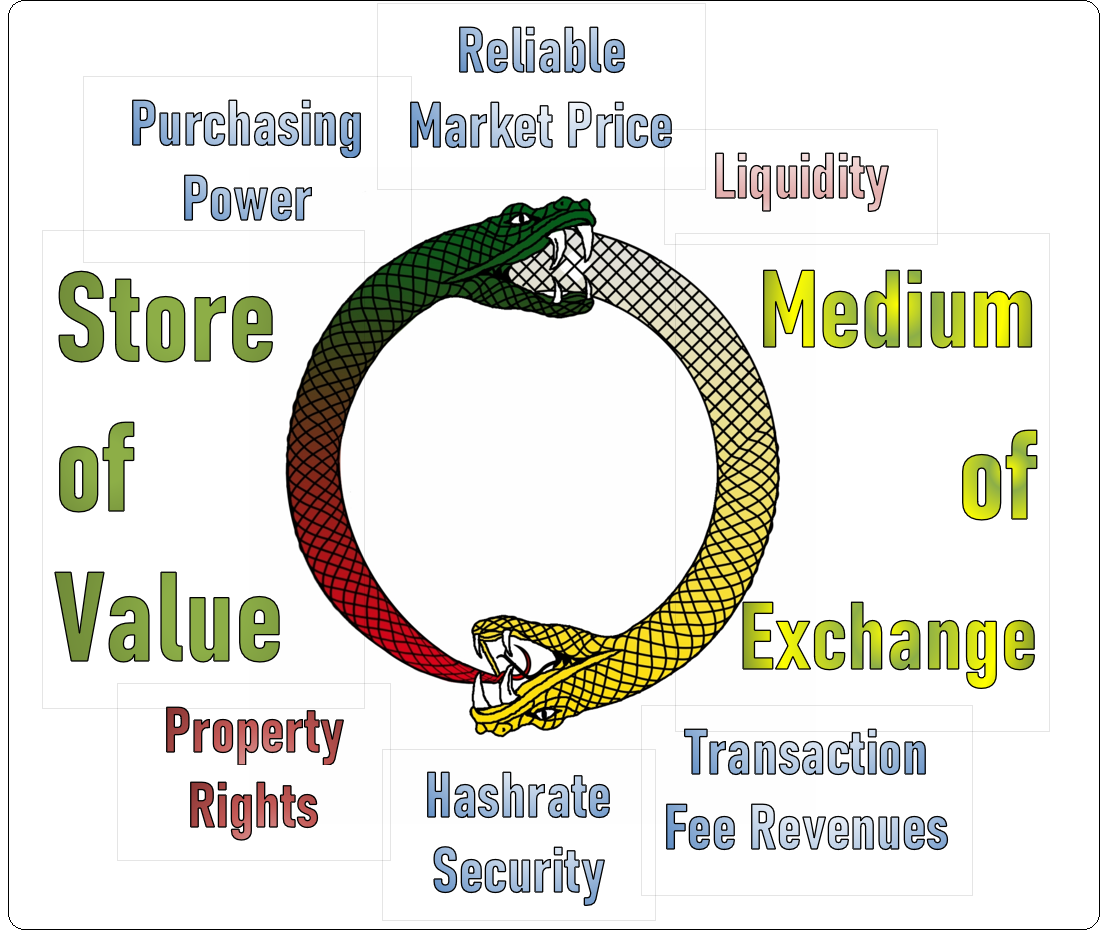 Reliable
Market Price
Purchasing
Power
Liquidity
Store
of
Value
Medium
of
Exchange
Property
Rights
Hashrate
Security
Transaction
Fee Revenues